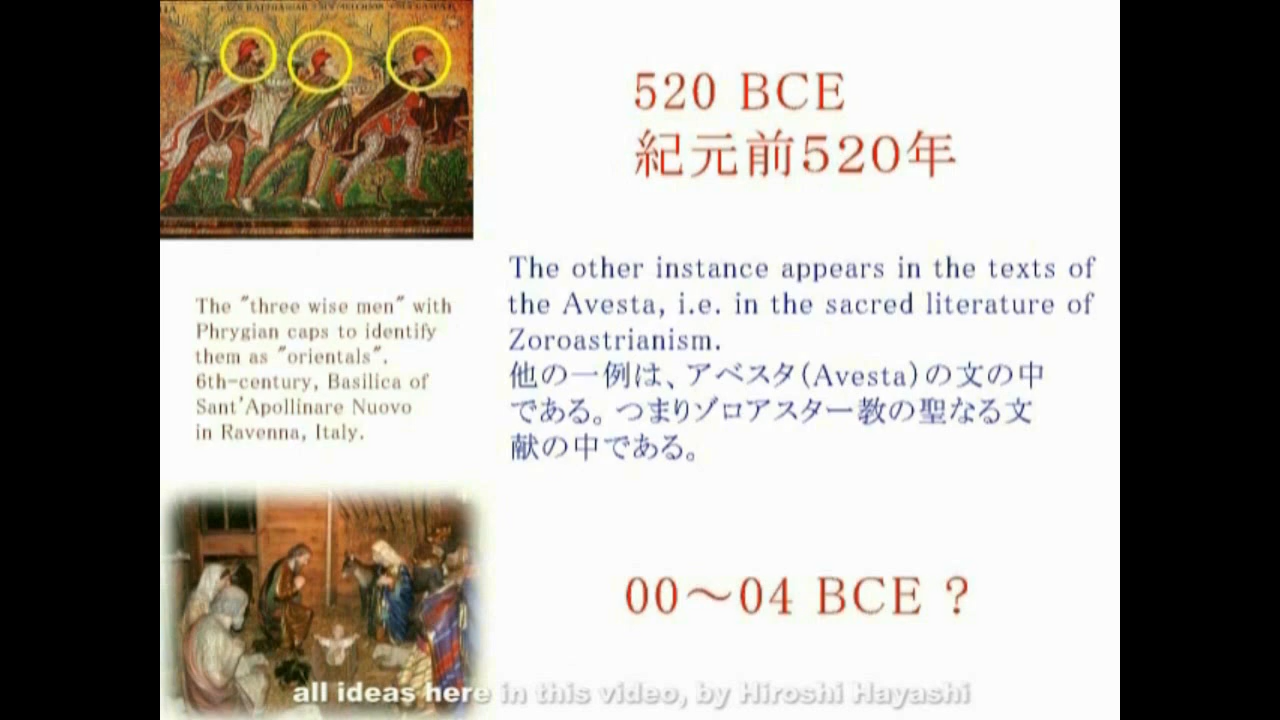 520 BCE
紀元前520年
The other instance appears in the texts of
the Avesta, i.e. in the sacred literature of
Zoroastrianism.
他の一例は、アベスタ(Avesta)の文の中
である。つまりゾロアスター教の聖なる文
献の中である。
The "three wise men" with
Phrygian caps to identify
them as "orientals".
6th-century, Basilica of
Sant'Apollinare Nuovo
in Ravenna, Italy.
00～04 BCE ?
all ideas here in this video, by Hiroshi Hayashi